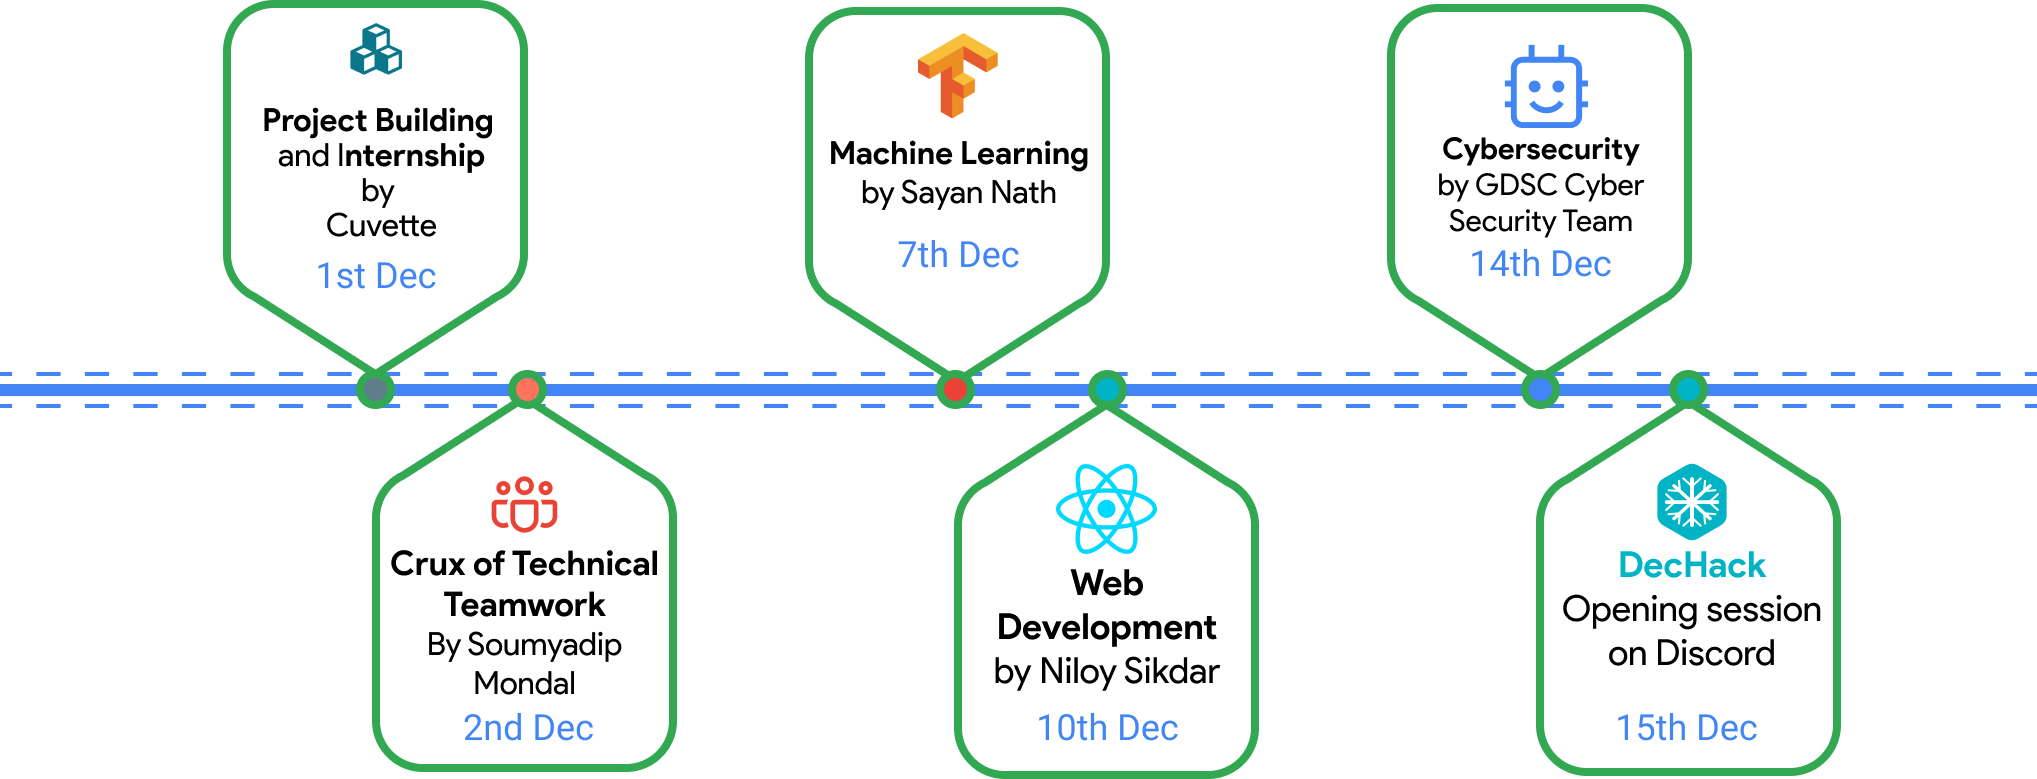 Project Building
and Internship
by
Cuvette
1st Dec
Crux of Technical
Teamwork
By Soumyadip
Mondal
2nd Dec
Machine Learning
by Sayan Nath
7th Dec
Web
Development
by Niloy Sikdar
10th Dec
Cybersecurity
by GDSC Cyber
Security Team
14th Dec
DecHack
Opening session
on Discord
15th Dec